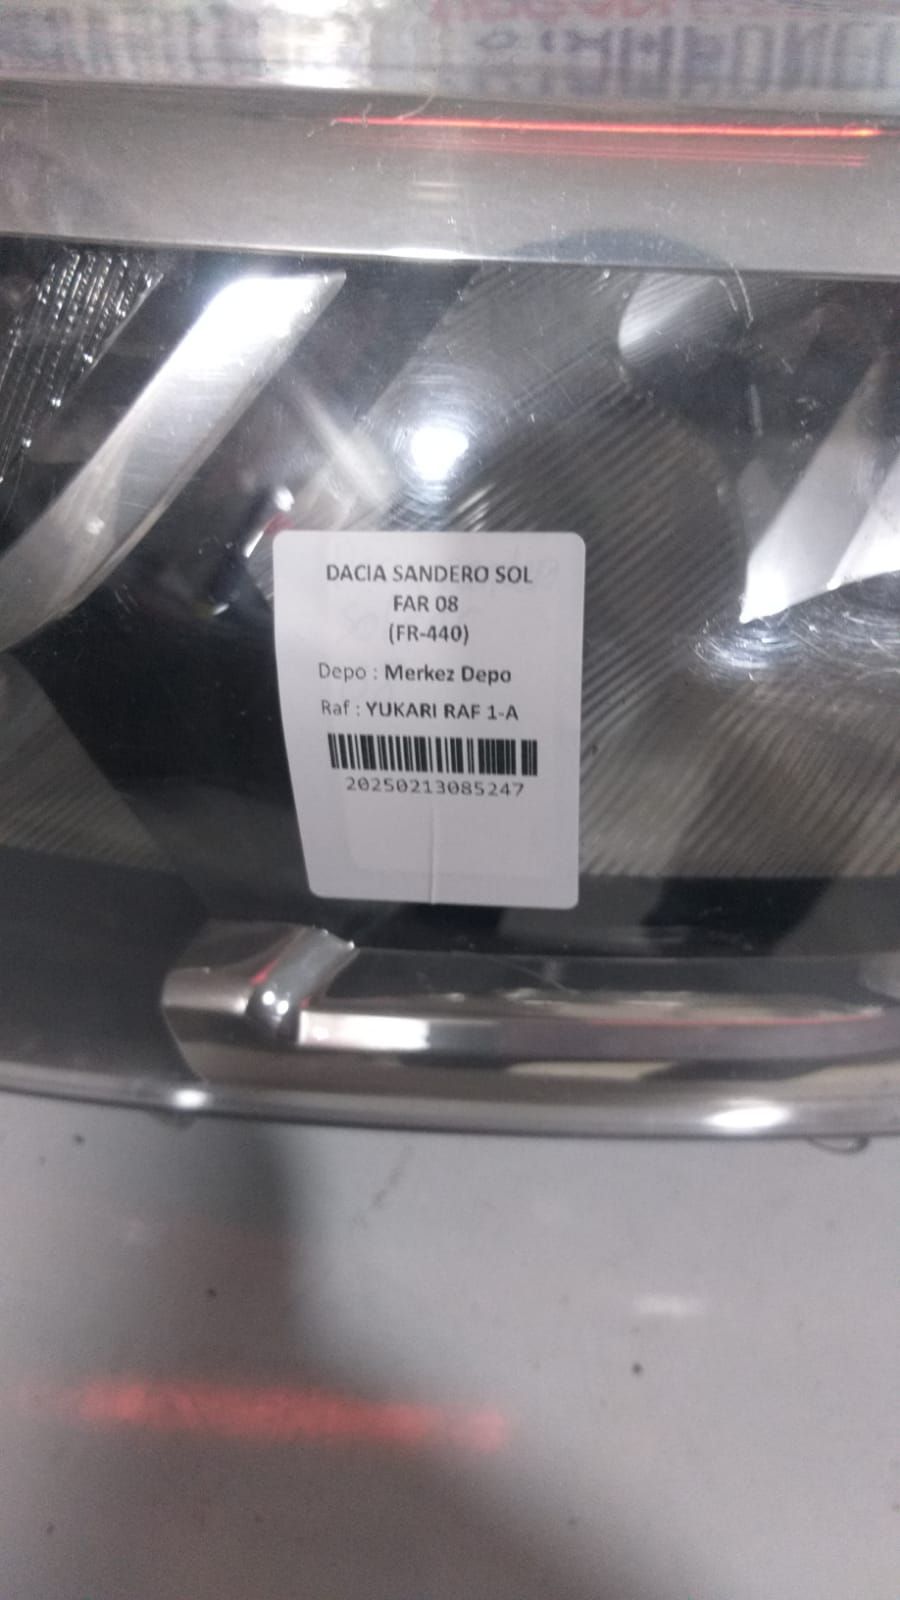 DACIA SANDERO SOL
FAR 08
(FR-440)
Depo : Merkez Depo
Raf : YUKARI RAF 1-A
20250213085247